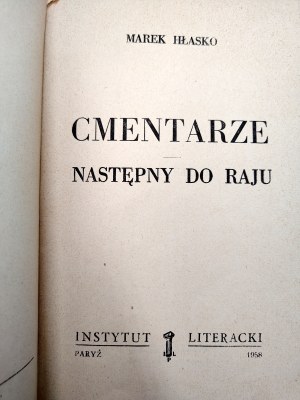 MAREK HŁASKO
CMENTARZE
NASTĘPNY DO RAJU
INSTYTUT LITERACKI
PARYŻ 1958